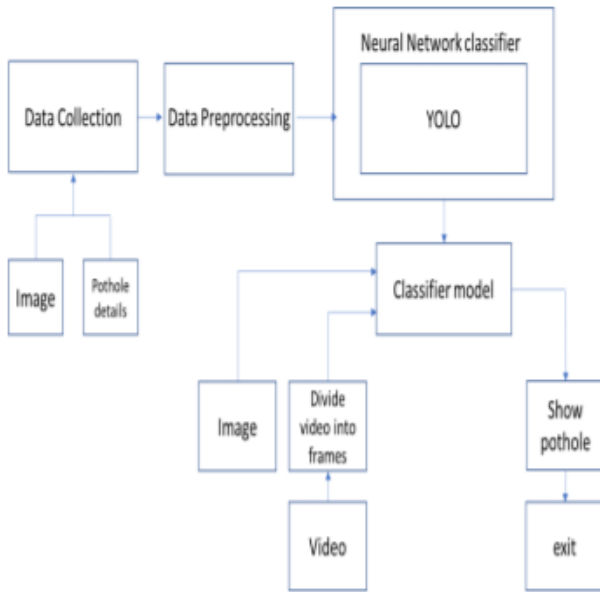 Neural Network classifier
Data Collection
Data Preprocessing
YOLO
Image
Pothole
details
Classifier model
Image
Divide
video into
frames
Show
pothole
Video
exit